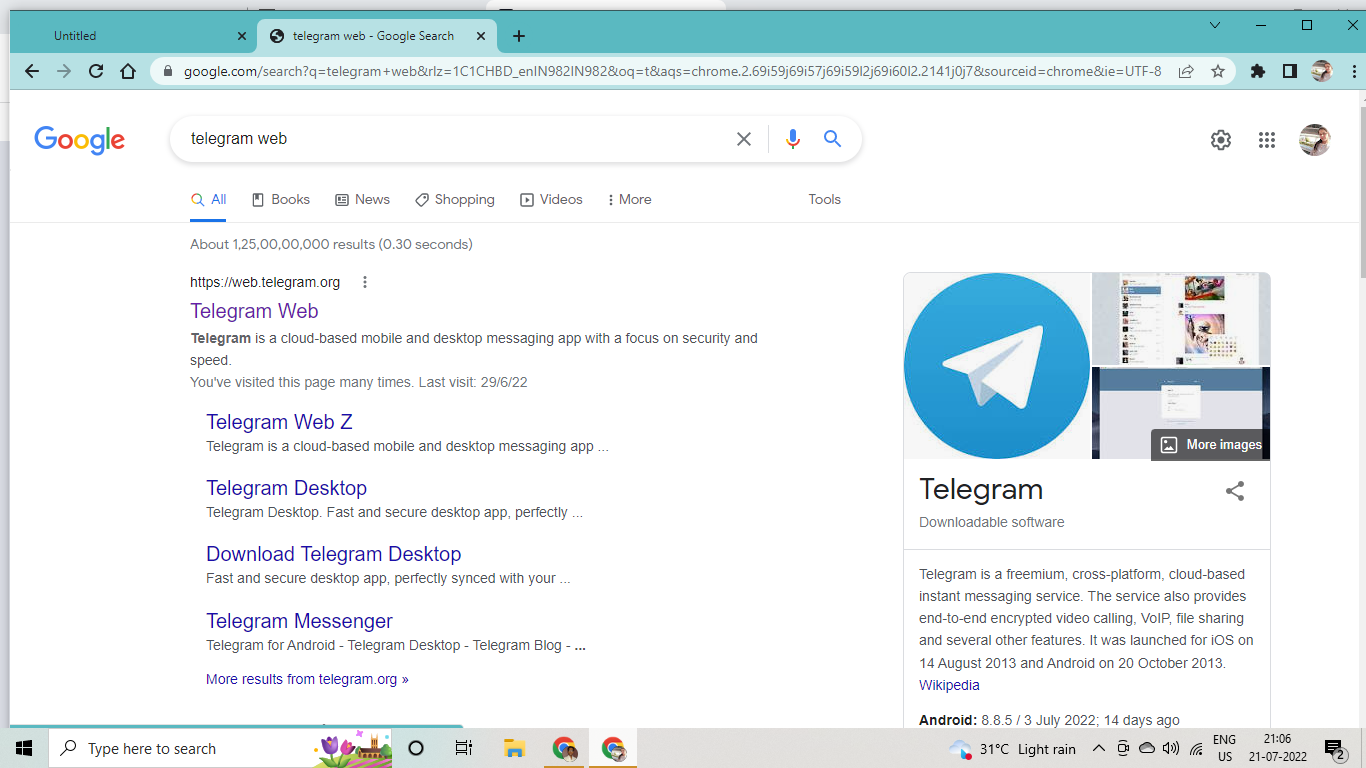 Untitled
telegram web - Google Search
google.com/search?q=telegram+web&rlz=1C1CHBD_enIN982IN982&oq=t&aqs=chrome.2.69i59j69i57j69i59l2j69i60l2.2141j0j7&sourceid=chrome&ie=UTF-8
Google
telegram web
All
Books
News
Shopping
Videos
More
Tools
About 1,25,00,00,000 results (0.30 seconds)
https://web.telegram.org
Telegram Web
Telegram is a cloud-based mobile and desktop messaging app with a focus on security and
speed.
You've visited this page many times. Last visit: 29/6/22
Telegram Web Z
Telegram is a cloud-based mobile and desktop messaging app ...
Telegram Desktop
Telegram Desktop. Fast and secure desktop app, perfectly ...
Download Telegram Desktop
Fast and secure desktop app, perfectly synced with your ...
Telegram Messenger
Telegram for Android - Telegram Desktop - Telegram Blog - ...
More results from telegram.org »
More images
Telegram
Downloadable software
Telegram is a freemium, cross-platform, cloud-based
instant messaging service. The service also provides
end-to-end encrypted video calling, VoIP, file sharing
and several other features. It was launched for iOS on
14 August 2013 and Android on 20 October 2013.
Wikipedia
Android: 8.8.5 / 3 July 2022; 14 days ago
Type here to search
31°C Light rain
ENG
US
21:06
21-07-2022
2